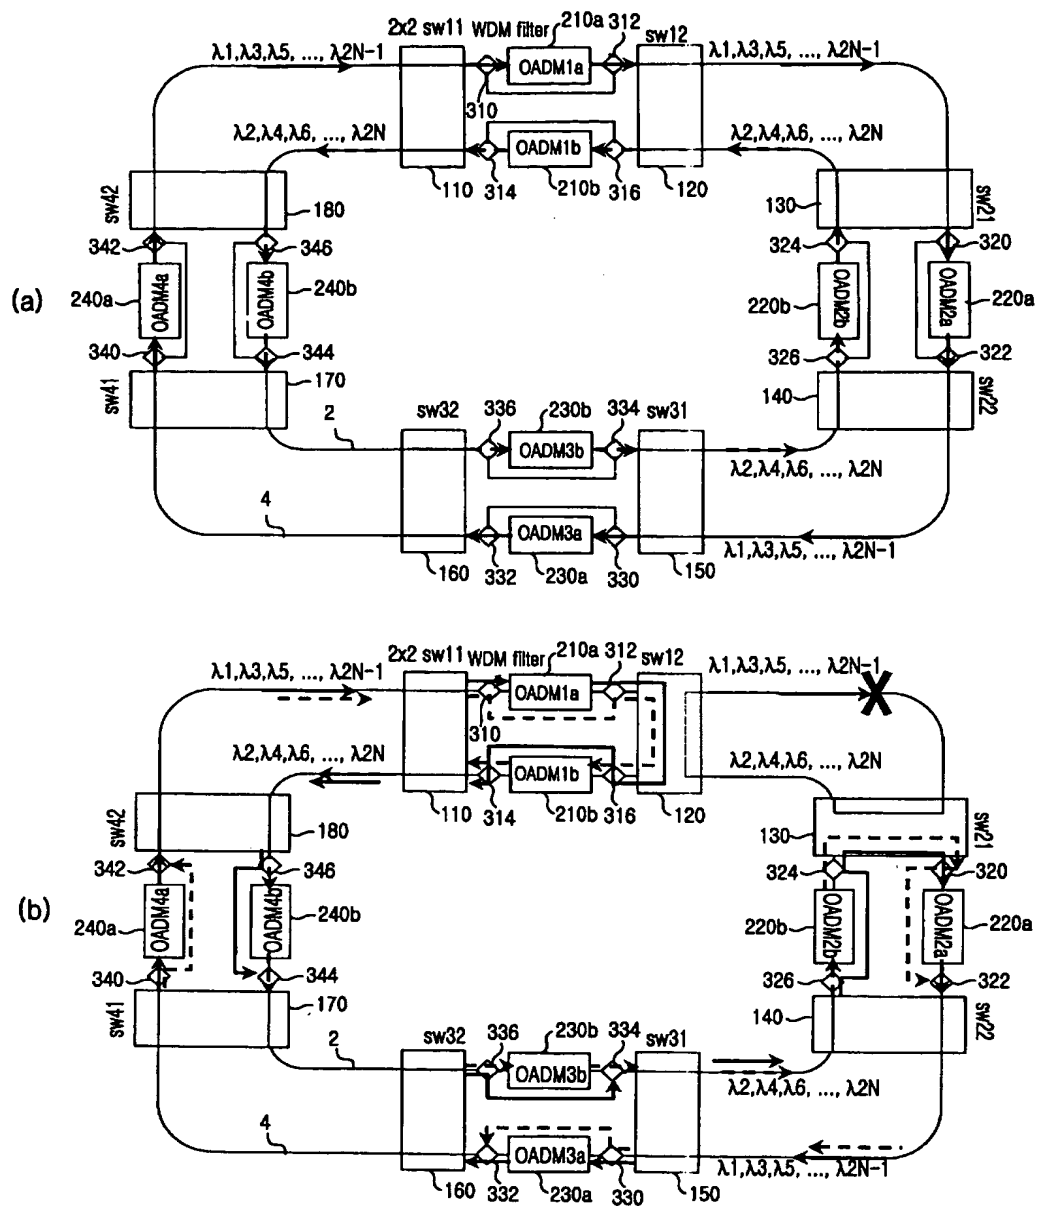 2x2 sw11 WDM filter 210a 312 sw12
λ1,λ3,λ5, ..., λ2N-1
λ1,λ3,λ5, ..., λ2N-1
OADM1a
310
λ2,λ4,λ6, ..., λ2N
λ2,λ4,λ6, ..., λ2N
OADM1b
110 314 210b 316 120
sw42 180 130 sw21
342 346 324 320
(a) 240a OADM4a OADM4b 240b 220b OADM2b OADM2a 220a
340 344 326 322
sw41 170 140 sw22
2 sw32 336 230b 334 sw31
OADM3b
λ2,λ4,λ6, ..., λ2N
4
OADM3a
λ1,λ3,λ5, ..., λ2N-1
160 332 230a 330 150
2x2 sw11 WDM filter 210a 312 sw12
λ1,λ3,λ5, ..., λ2N-1
λ1,λ3,λ5, ..., λ2N-1
OADM1a
310
λ2,λ4,λ6, ..., λ2N
λ2,λ4,λ6, ..., λ2N
OADM1b
110 314 210b 316 120
sw42 180 130 sw21
342 346 324 320
(b) 240a OADM4a OADM4b 240b 220b OADM2b OADM2a 220a
340 344 326 322
sw41 170 140 sw22
2 sw32 336 230b 334 sw31
OADM3b
λ2,λ4,λ6, ..., λ2N
4
OADM3a
λ1,λ3,λ5, ..., λ2N-1
160 332 230a 330 150